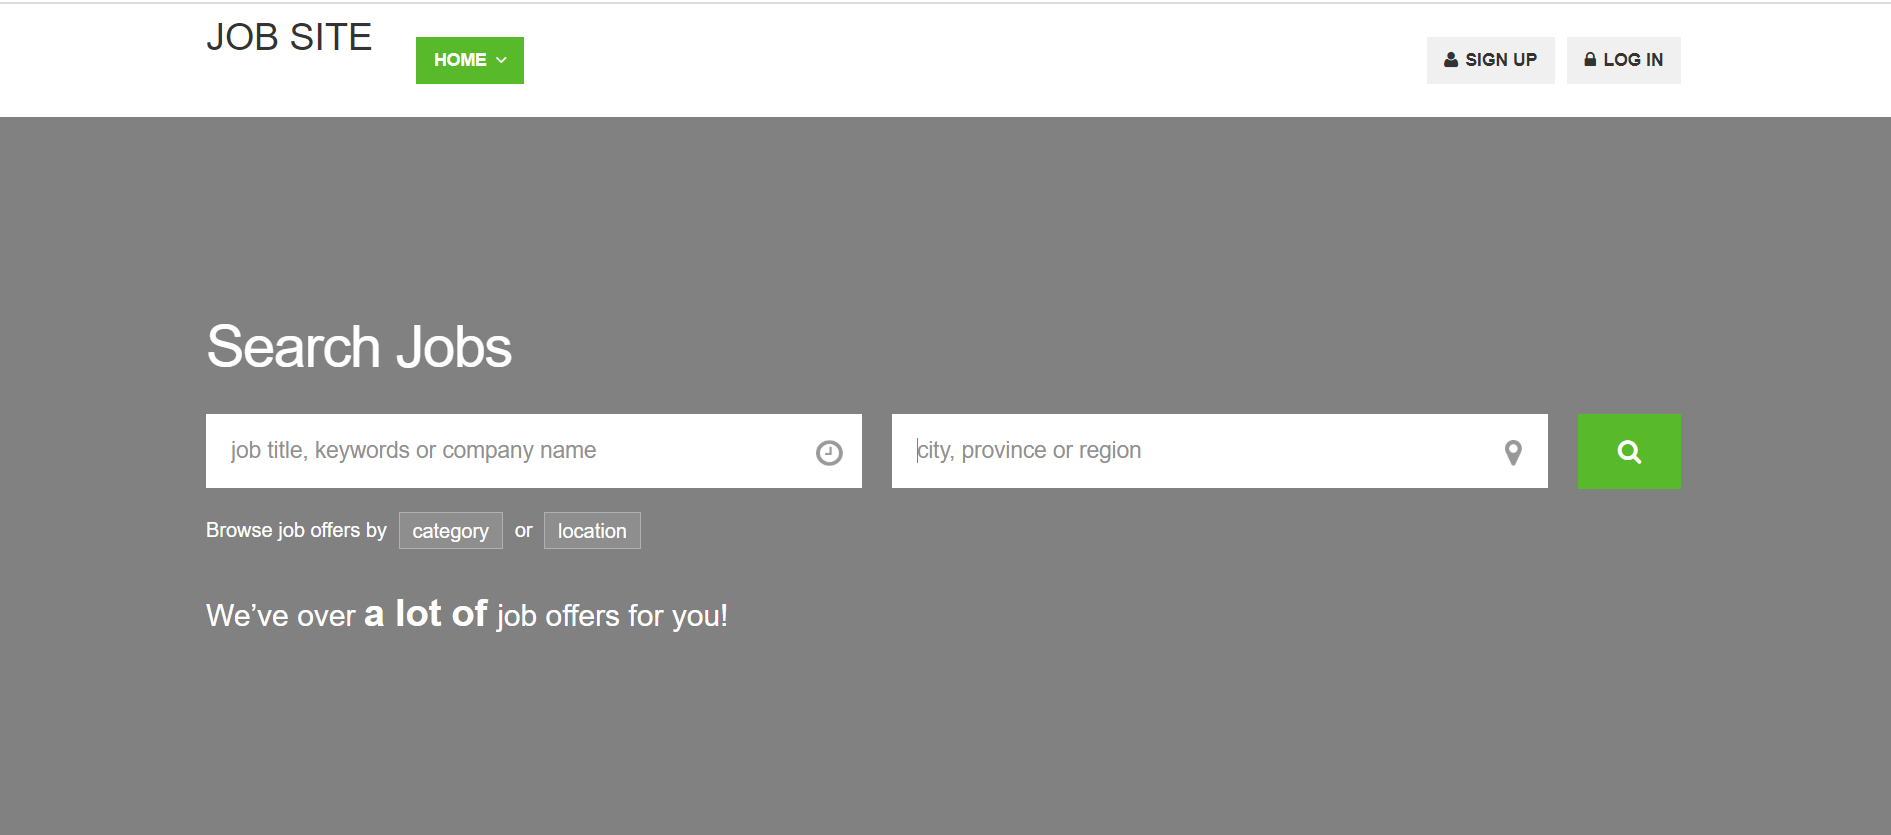 JOB SITE
HOME
SIGN UP
LOG IN
Search Jobs
job title, keywords or company name
city, province or region
Browse job offers by category or location
We’ve over a lot of job offers for you!